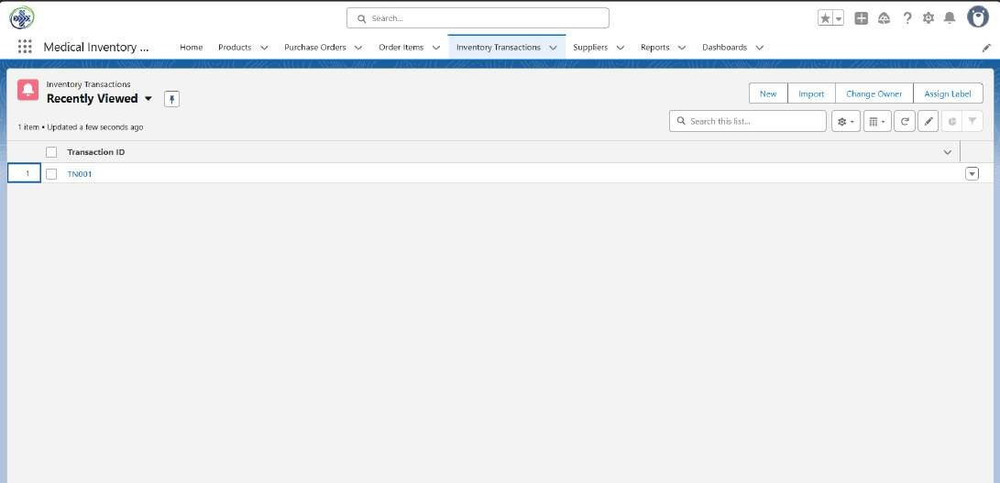 Search...
Medical Inventory ...
Home
Products
Purchase Orders
Order Items
Inventory Transactions
Suppliers
Reports
Dashboards
Inventory Transactions
Recently Viewed
New
Import
Change Owner
Assign Label
1 item • Updated a few seconds ago
Search this list...
Transaction ID
1
TN001